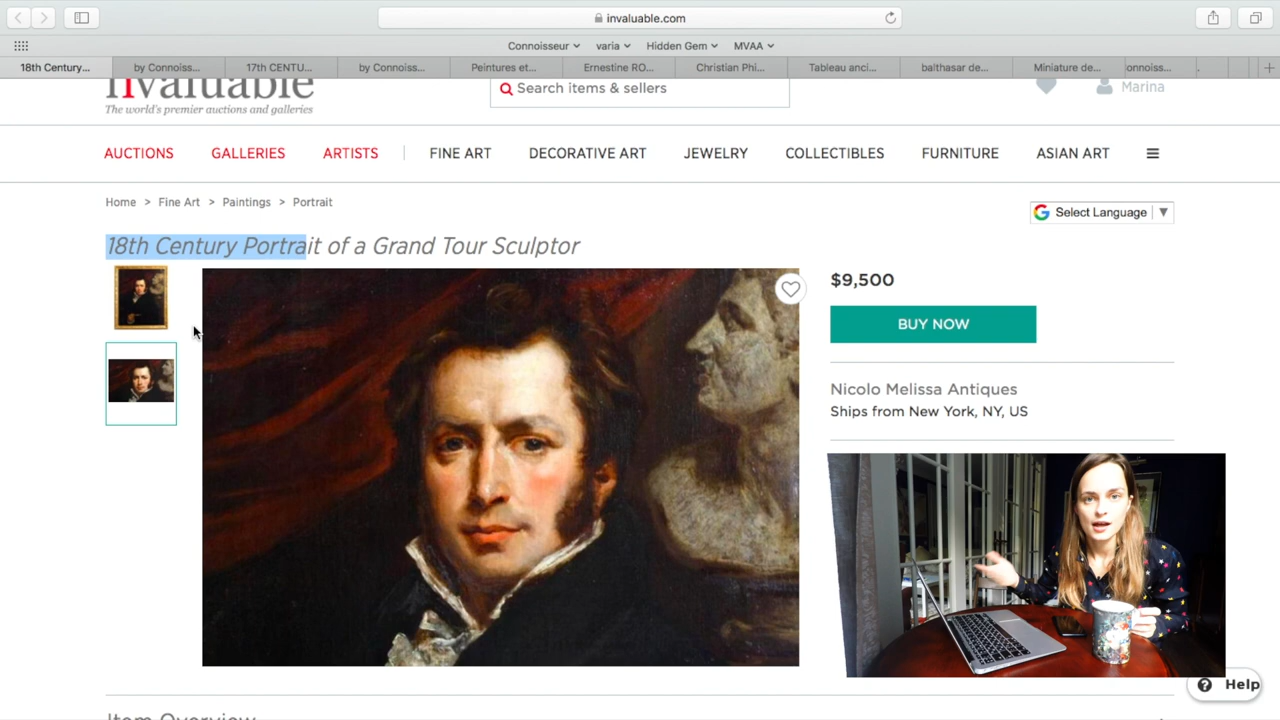 invaluable.com
Connoisseur varia Hidden Gem MVAA
18th Century... by Connoiss... 17th CENTU... by Connoiss... Peintures et... Ernestine RO... Christian Phi... Tableau anci... balthasar de... Miniature de... onnoiss... .
invaluable
The world's premier auctions and galleries
Search items & sellers
Marina
AUCTIONS GALLERIES ARTISTS FINE ART DECORATIVE ART JEWELRY COLLECTIBLES FURNITURE ASIAN ART
Home > Fine Art > Paintings > Portrait
Select Language
18th Century Portrait of a Grand Tour Sculptor
$9,500
BUY NOW
Nicolo Melissa Antiques
Ships from New York, NY, US
Help
Item Overview